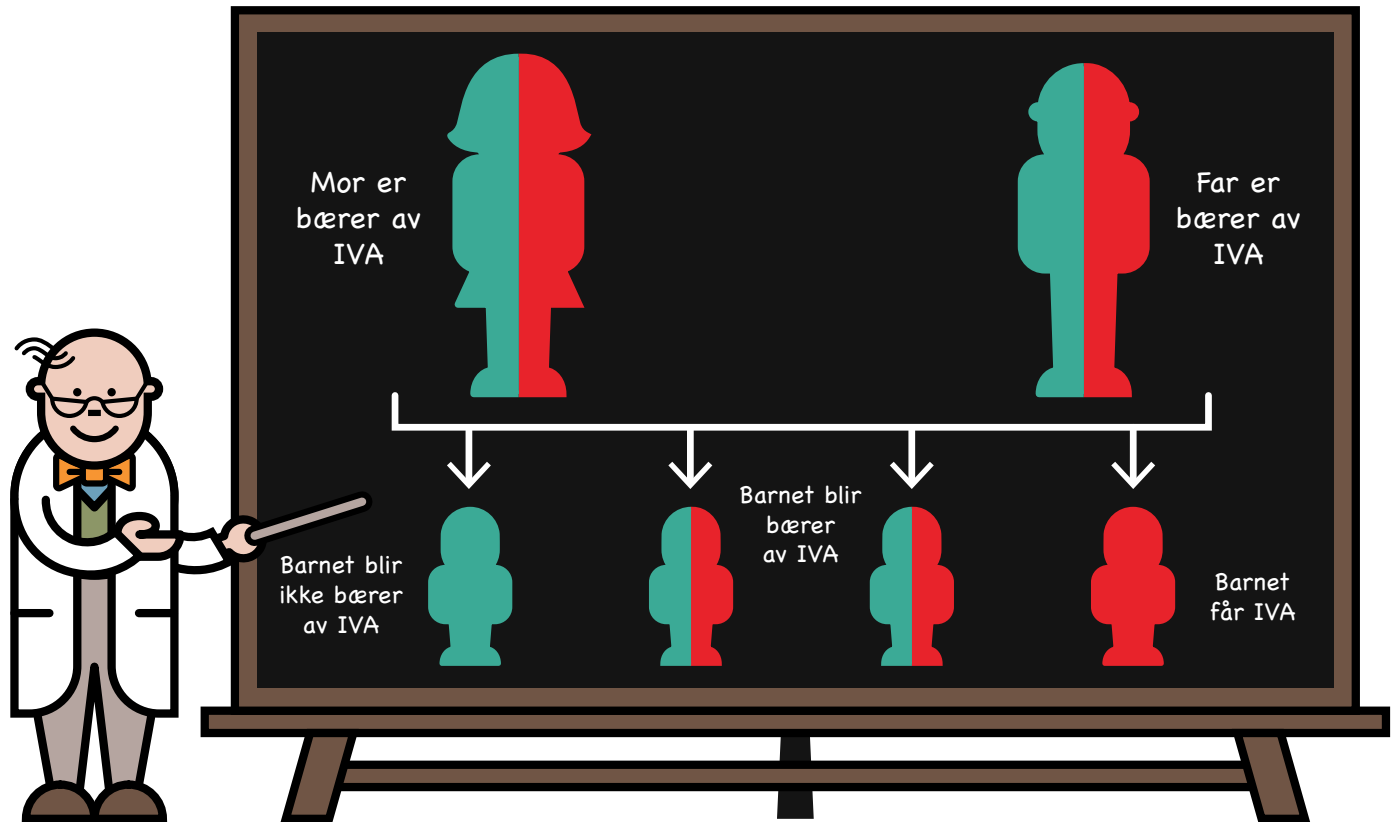 Mor er
bærer av
IVA
Far er
bærer av
IVA
Barnet blir
ikke bærer
av IVA
Barnet blir
bærer
av IVA
Barnet
får IVA